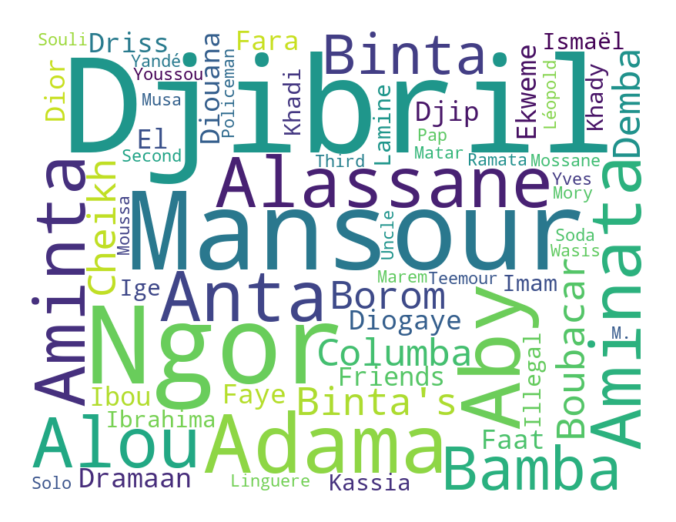 Souli
Driss
Fara
Binta
Ismaël
Yandé
Youssou
Dior
Djibril
Diouana
Policeman
Khadi
Lamine
Djip
Ekweme
Léopold
Khady
Demba
Musa
El
Second
Pap
Matar
Third
Ramata
Mossane
Aminta
Cheikh
Moussa
Alassane
Yves
Mory
Mansour
Uncle
Soda
Wasis
Aminata
Ige
Anta
Borom
Marem
Teemour
Imam
Boubacar
Diogaye
Aby
M.
Ngor
Columba
Friends
Illegal
Ibou
Faye
Binta's
Ibrahima
Alou
Adama
Faat
Bamba
Solo
Dramaan
Linguere
Kassia